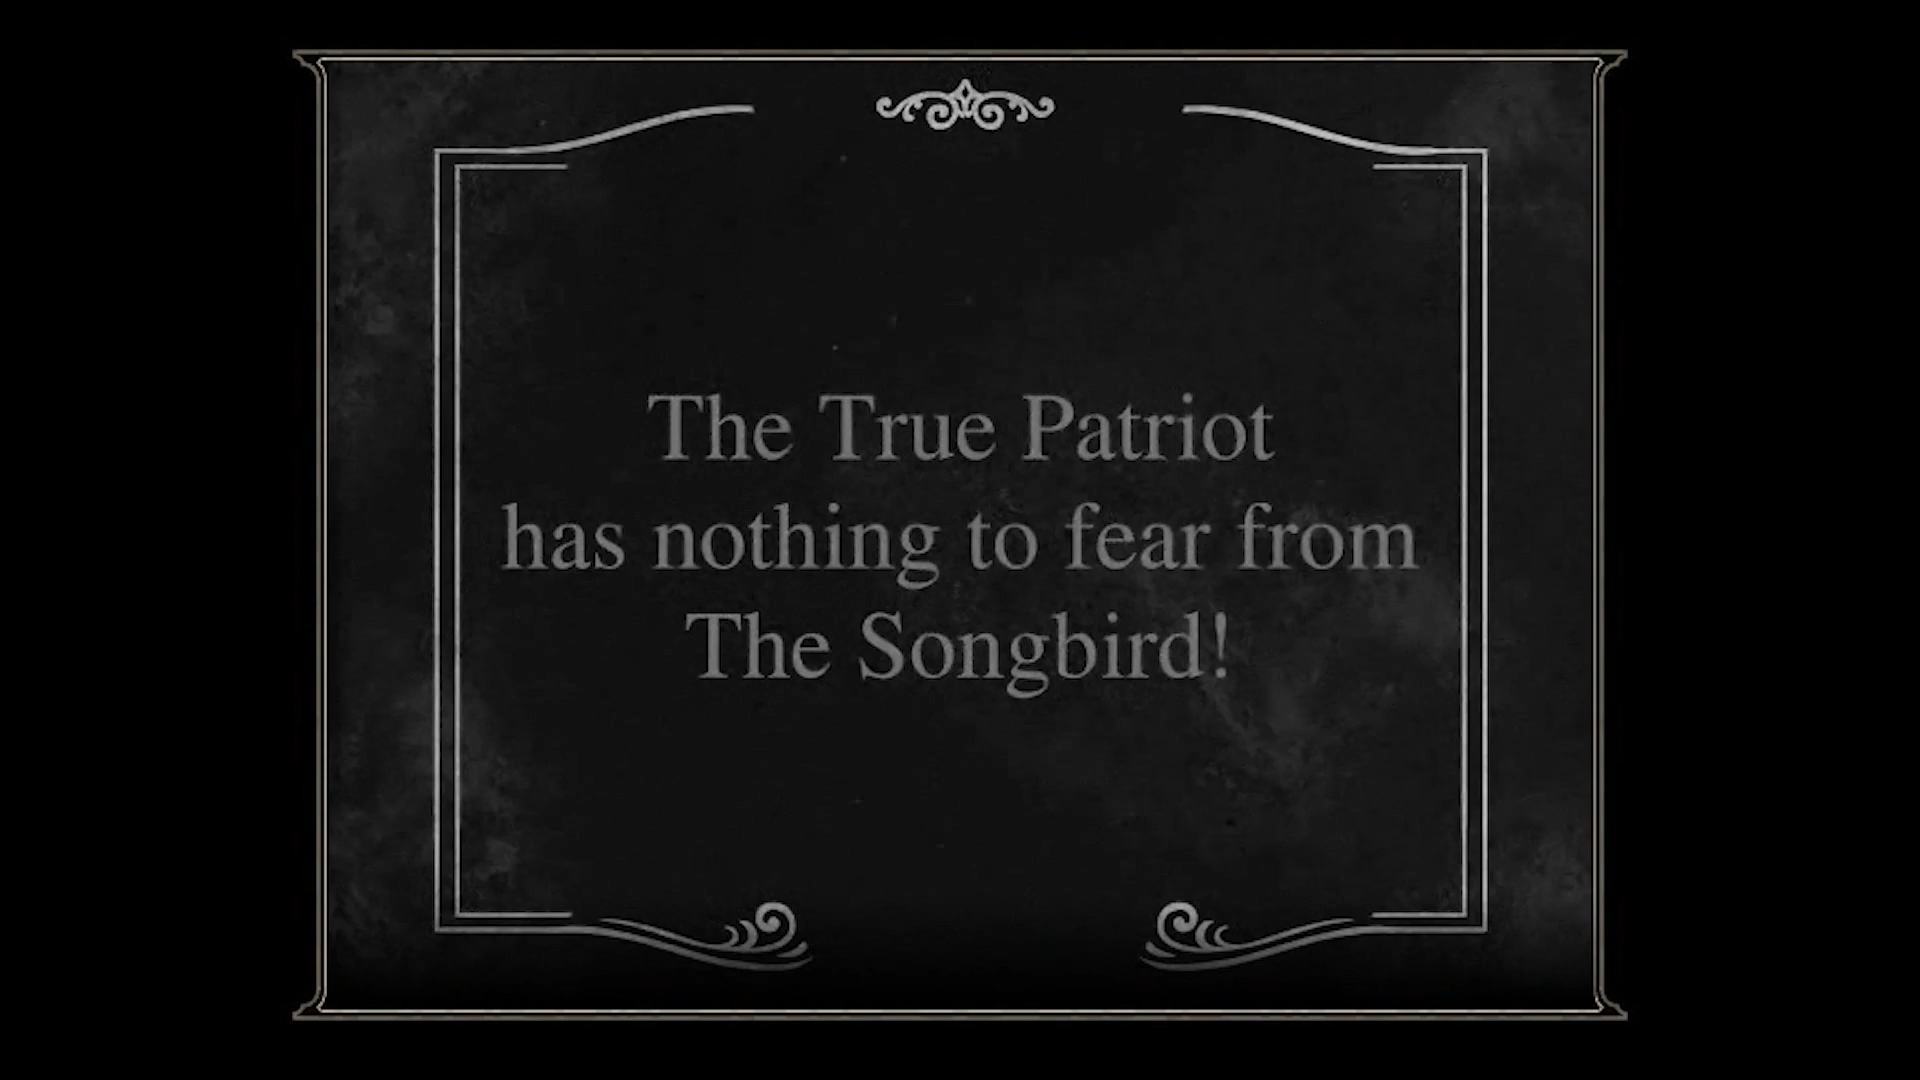 The True Patriot
has nothing to fear from
The Songbird!